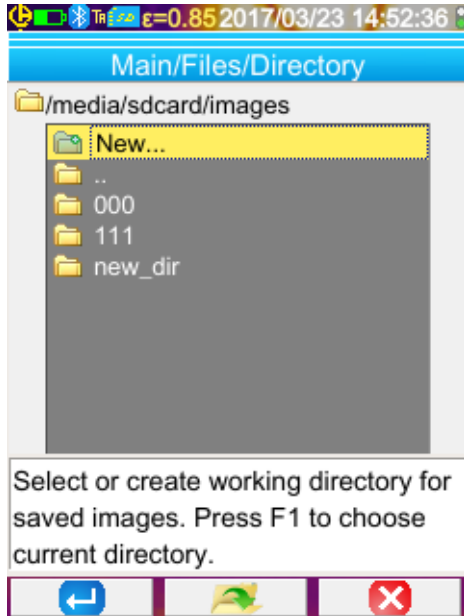 ε=0.85 2017/03/23 14:52:36
Main/Files/Directory
/media/sdcard/images
New...
..
000
111
new_dir
Select or create working directory for
saved images. Press F1 to choose
current directory.